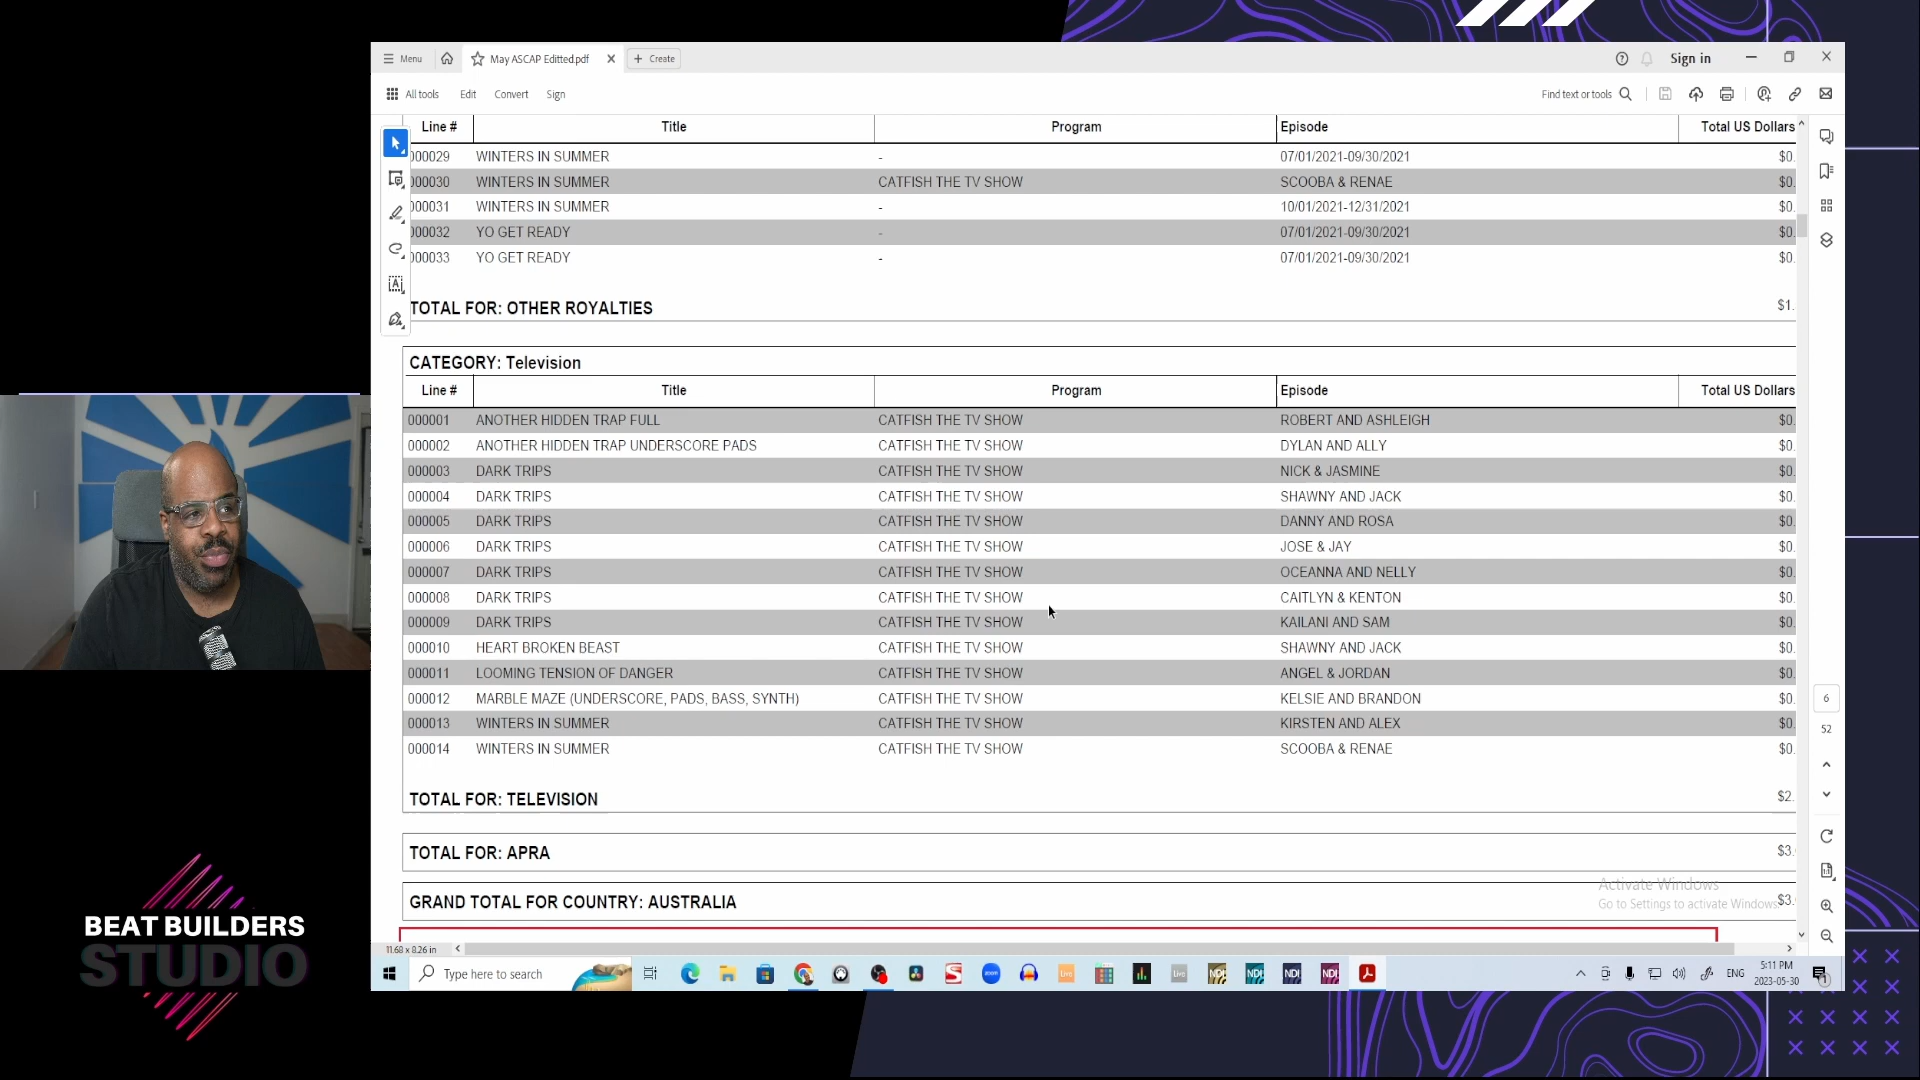 Menu
May ASCAP Editted.pdf
Create
Sign in
All tools
Edit
Convert
Sign
Find text or tools
Line # Title Program Episode Total US Dollars
000029 WINTERS IN SUMMER - 07/01/2021-09/30/2021 $0.
000030 WINTERS IN SUMMER CATFISH THE TV SHOW SCOOBA & RENAE $0.
000031 WINTERS IN SUMMER - 10/01/2021-12/31/2021 $0.
000032 YO GET READY - 07/01/2021-09/30/2021 $0.
000033 YO GET READY - 07/01/2021-09/30/2021 $0.
TOTAL FOR: OTHER ROYALTIES $1.
CATEGORY: Television
Line # Title Program Episode Total US Dollars
000001 ANOTHER HIDDEN TRAP FULL CATFISH THE TV SHOW ROBERT AND ASHLEIGH $0.
000002 ANOTHER HIDDEN TRAP UNDERSCORE PADS CATFISH THE TV SHOW DYLAN AND ALLY $0.
000003 DARK TRIPS CATFISH THE TV SHOW NICK & JASMINE $0.
000004 DARK TRIPS CATFISH THE TV SHOW SHAWNY AND JACK $0.
000005 DARK TRIPS CATFISH THE TV SHOW DANNY AND ROSA $0.
000006 DARK TRIPS CATFISH THE TV SHOW JOSE & JAY $0.
000007 DARK TRIPS CATFISH THE TV SHOW OCEANNA AND NELLY $0.
000008 DARK TRIPS CATFISH THE TV SHOW CAITLYN & KENTON $0.
000009 DARK TRIPS CATFISH THE TV SHOW KAILANI AND SAM $0.
000010 HEART BROKEN BEAST CATFISH THE TV SHOW SHAWNY AND JACK $0.
000011 LOOMING TENSION OF DANGER CATFISH THE TV SHOW ANGEL & JORDAN $0.
000012 MARBLE MAZE (UNDERSCORE, PADS, BASS, SYNTH) CATFISH THE TV SHOW KELSIE AND BRANDON $0.
000013 WINTERS IN SUMMER CATFISH THE TV SHOW KIRSTEN AND ALEX $0.
000014 WINTERS IN SUMMER CATFISH THE TV SHOW SCOOBA & RENAE $0.
TOTAL FOR: TELEVISION $2.
TOTAL FOR: APRA $3.
GRAND TOTAL FOR COUNTRY: AUSTRALIA $3.
6
52
Activate Windows
Go to Settings to activate Windows.
11.68 x 8.26 in
Type here to search
zoom
Live
Live
NDI
NDI
NDI
NDI
ENG
5:11 PM
2023-05-30
1
BEAT BUILDERS
STUDIO